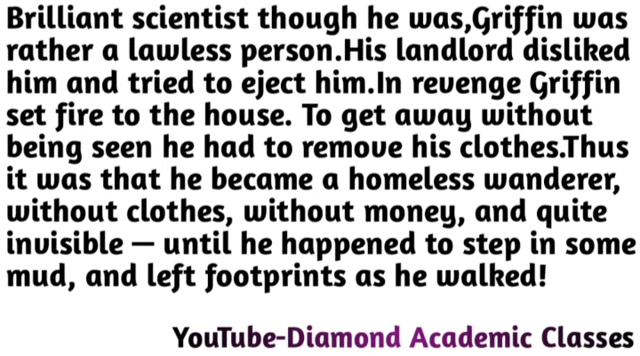 Brilliant scientist though he was,Griffin was
rather a lawless person.His landlord disliked
him and tried to eject him.In revenge Griffin
set fire to the house. To get away without
being seen he had to remove his clothes.Thus
it was that he became a homeless wanderer,
without clothes, without money, and quite
invisible — until he happened to step in some
mud, and left footprints as he walked!
YouTube-Diamond Academic Classes